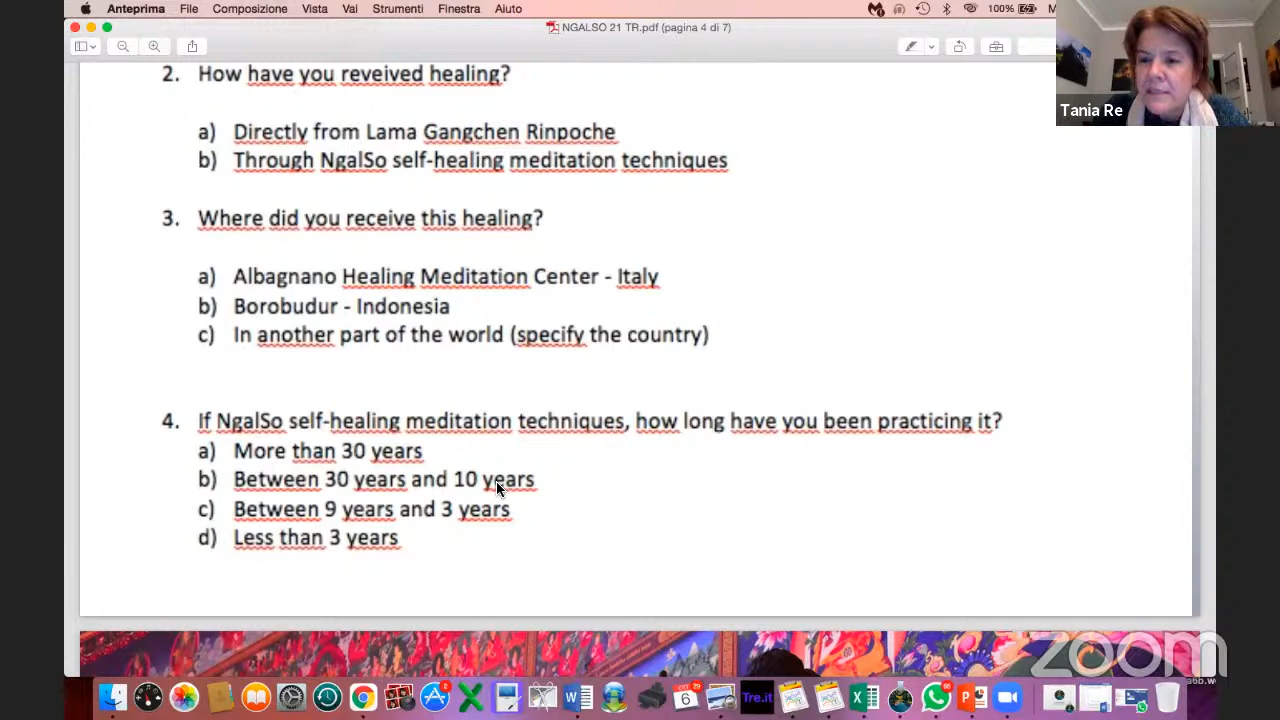 Anteprima File Composizione Vista Vai Strumenti Finestra Aiuto 100%
NGALSO 21 TR.pdf (pagina 4 di 7)
Tania Re
2. How have you reveived healing?
a) Directly from Lama Gangchen Rinpoche
b) Through NgalSo self-healing meditation techniques
3. Where did you receive this healing?
a) Albagnano Healing Meditation Center - Italy
b) Borobudur - Indonesia
c) In another part of the world (specify the country)
4. If NgalSo self-healing meditation techniques, how long have you been practicing it?
a) More than 30 years
b) Between 30 years and 10 years
c) Between 9 years and 3 years
d) Less than 3 years
zoom
Tre.it